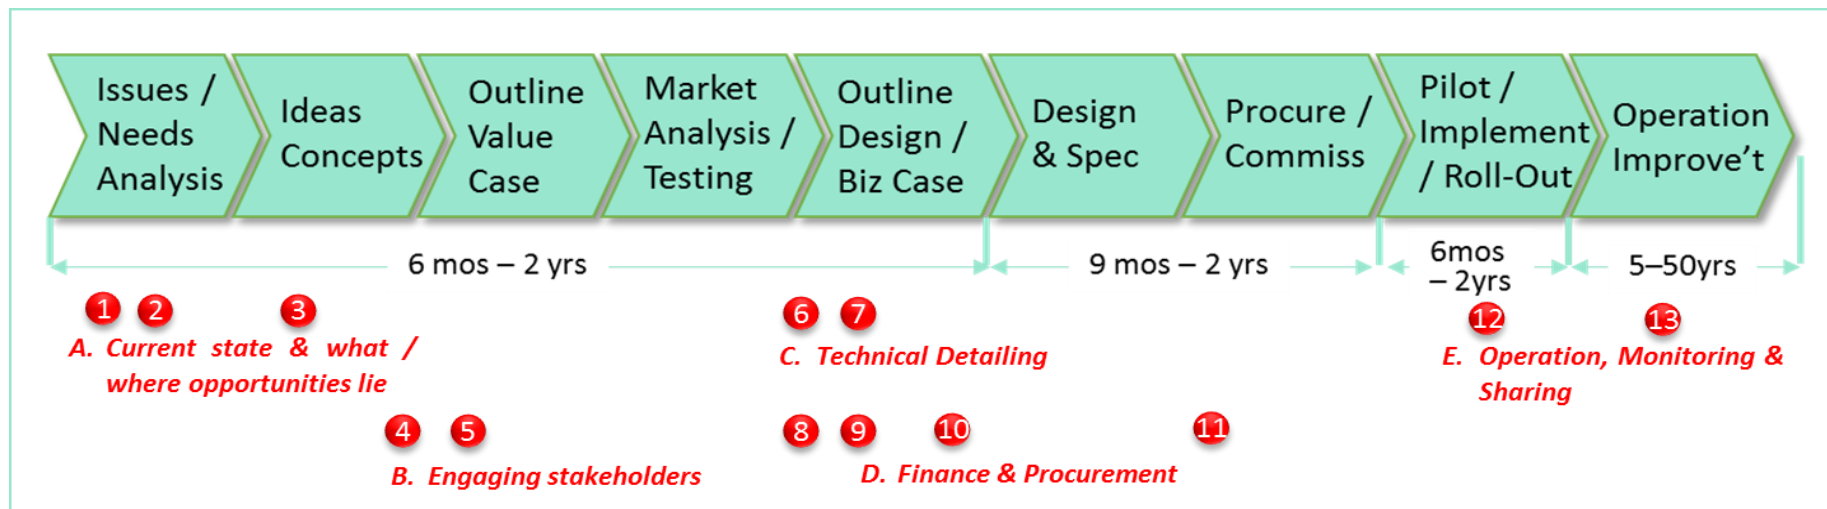 Issues /
Needs
Analysis
Ideas
Concepts
Outline
Value
Case
Market
Analysis /
Testing
Outline
Design /
Biz Case
Design
& Spec
Procure /
Commiss
Pilot /
Implement
/ Roll-Out
Operation
Improve't
6 mos – 2 yrs
9 mos – 2 yrs
6mos
– 2yrs
5–50yrs
1 2 3
A. Current state & what /
where opportunities lie
4 5
B. Engaging stakeholders
6 7
C. Technical Detailing
8 9 10 11
D. Finance & Procurement
12 13
E. Operation, Monitoring &
Sharing